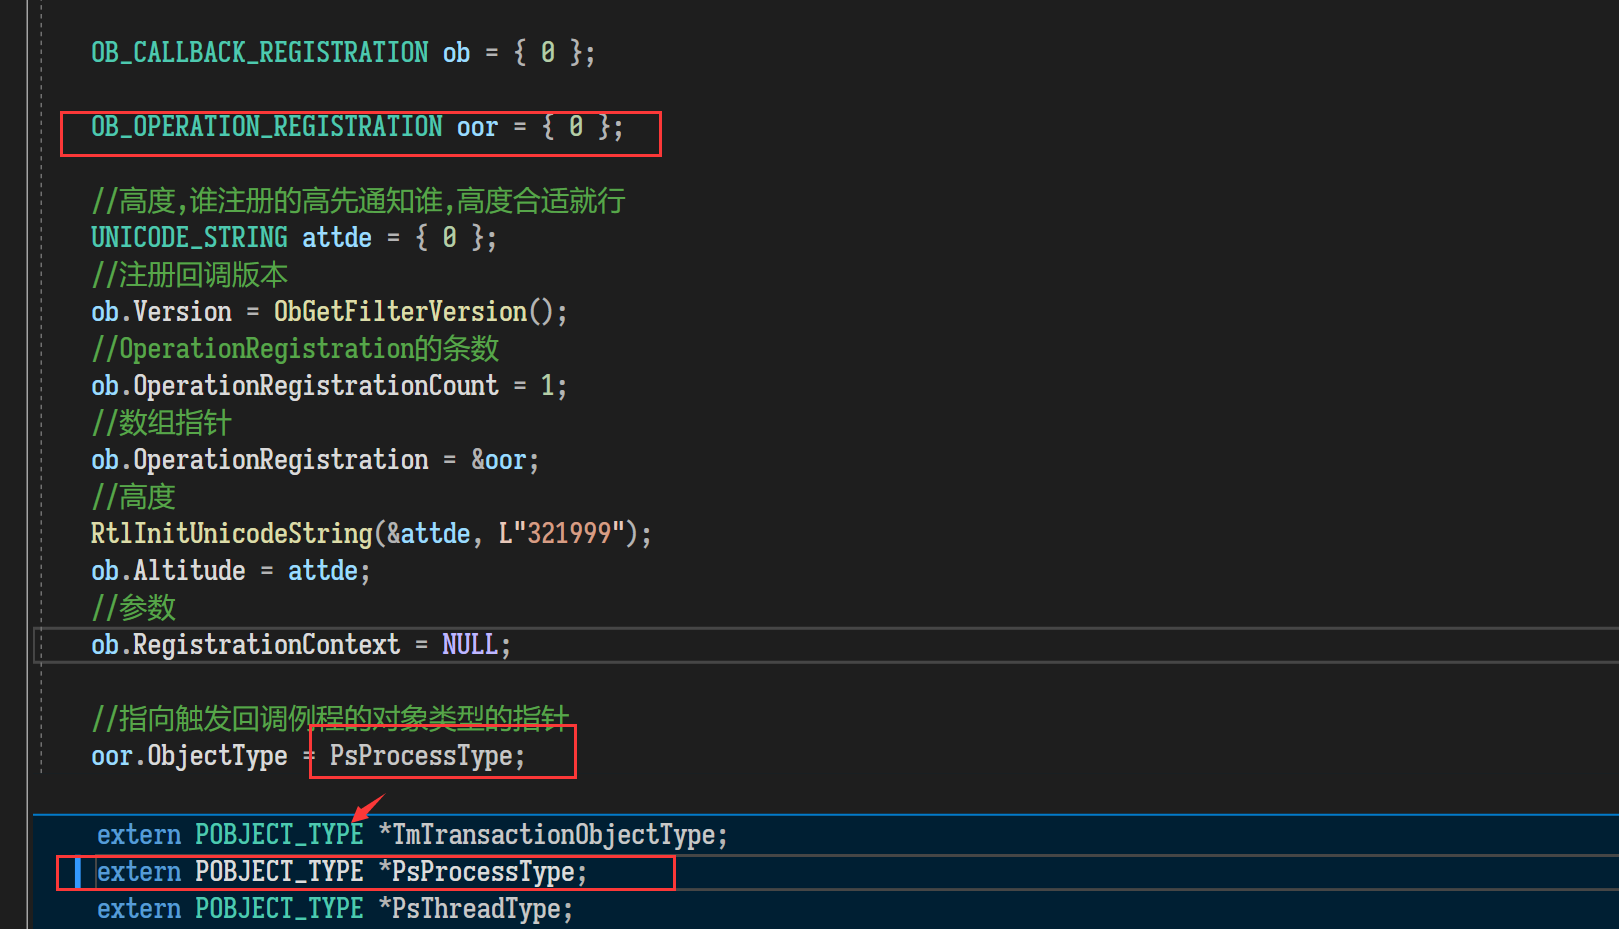 OB_CALLBACK_REGISTRATION ob = { 0 };
OB_OPERATION_REGISTRATION oor = { 0 };
//高度,谁注册的高先通知谁,高度合适就行
UNICODE_STRING attde = { 0 };
//注册回调版本
ob.Version = ObGetFilterVersion();
//OperationRegistration的条数
ob.OperationRegistrationCount = 1;
//数组指针
ob.OperationRegistration = &oor;
//高度
RtlInitUnicodeString(&attde, L"321999");
ob.Altitude = attde;
//参数
ob.RegistrationContext = NULL;
//指向触发回调例程的对象类型的指针
oor.ObjectType = PsProcessType;
extern POBJECT_TYPE *TmTransactionObjectType;
extern POBJECT_TYPE *PsProcessType;
extern POBJECT_TYPE *PsThreadType;